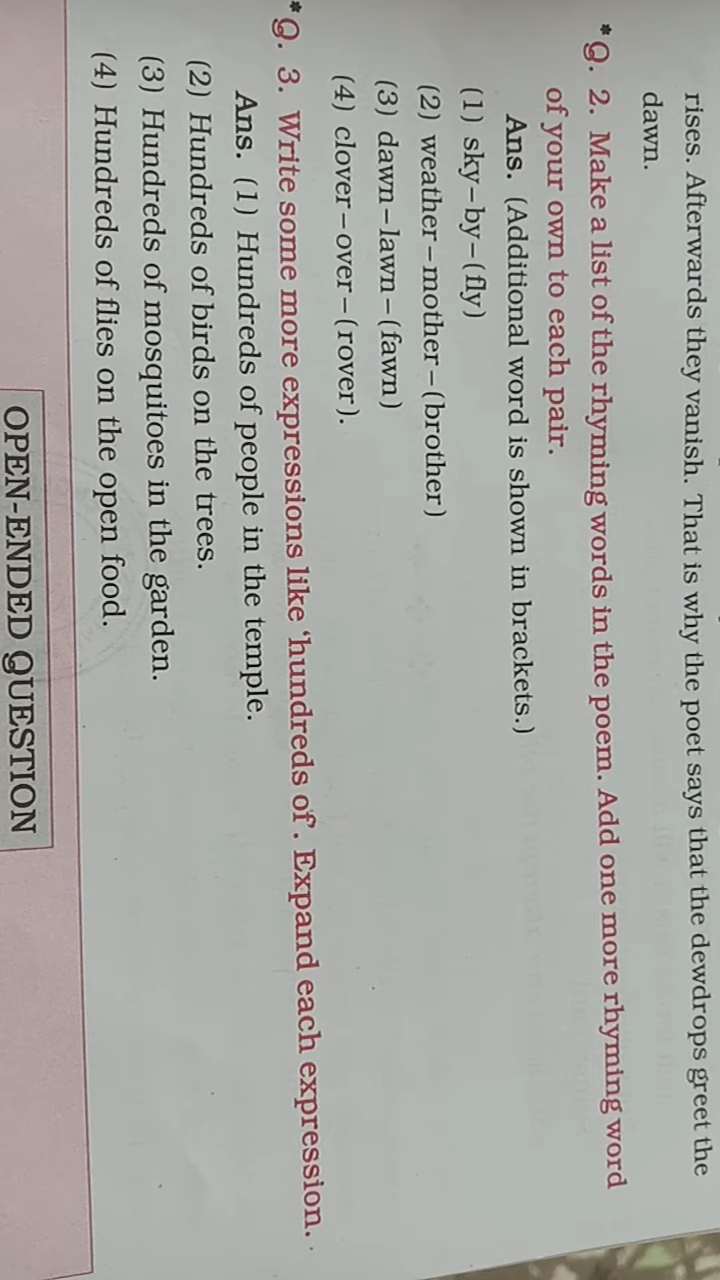 rises. Afterwards they vanish. That is why the poet says that the dewdrops greet the
dawn.
*Q. 2. Make a list of the rhyming words in the poem. Add one more rhyming word
of your own to each pair.
Ans. (Additional word is shown in brackets.)
(1) sky – by – (fly)
(2) weather – mother – (brother)
(3) dawn – lawn – (fawn)
(4) clover – over – (rover).
*Q. 3. Write some more expressions like ‘hundreds of’. Expand each expression.
Ans. (1) Hundreds of people in the temple.
(2) Hundreds of birds on the trees.
(3) Hundreds of mosquitoes in the garden.
(4) Hundreds of flies on the open food.
OPEN-ENDED QUESTION